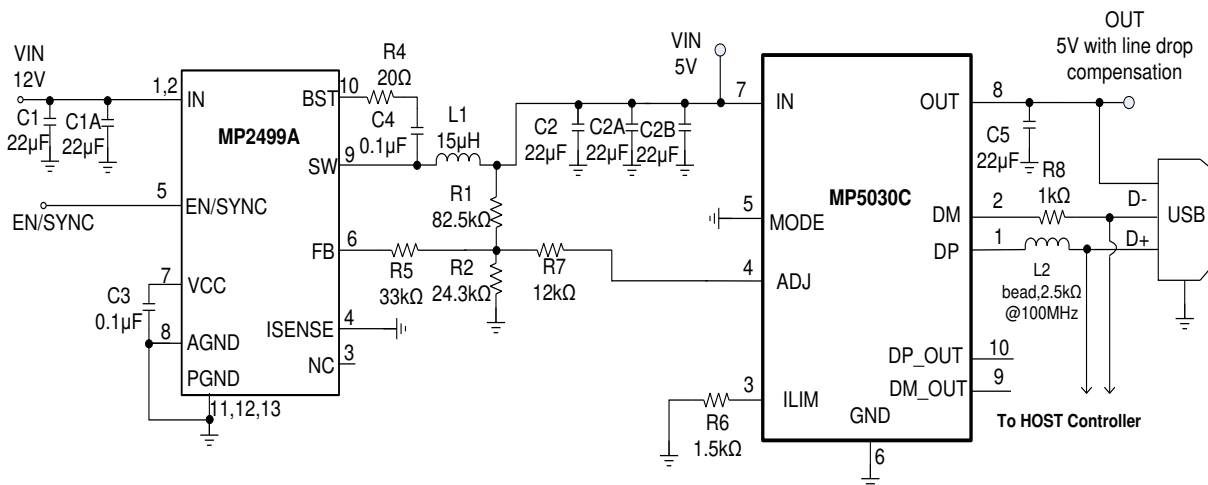 VIN
12V
C1
22µF
C1A
22µF
1,2
IN
MP2499A
BST
10
R4
20Ω
C4
0.1µF
SW
9
L1
15µH
5
EN/SYNC
EN/SYNC
R1
82.5kΩ
FB
6
R5
33kΩ
R2
24.3kΩ
R7
12kΩ
7
VCC
C3
0.1µF
8
AGND
ISENSE
4
NC
3
PGND
11,12,13
VIN
5V
C2
22µF
C2A
22µF
C2B
22µF
7
IN
MP5030C
5
MODE
4
ADJ
3
ILIM
R6
1.5kΩ
GND
6
OUT
5V with line drop
compensation
OUT
8
C5
22µF
R8
1kΩ
DM
2
D-
DP
1
D+
USB
L2
bead,2.5kΩ
@100MHz
DP_OUT
10
DM_OUT
9
To HOST Controller